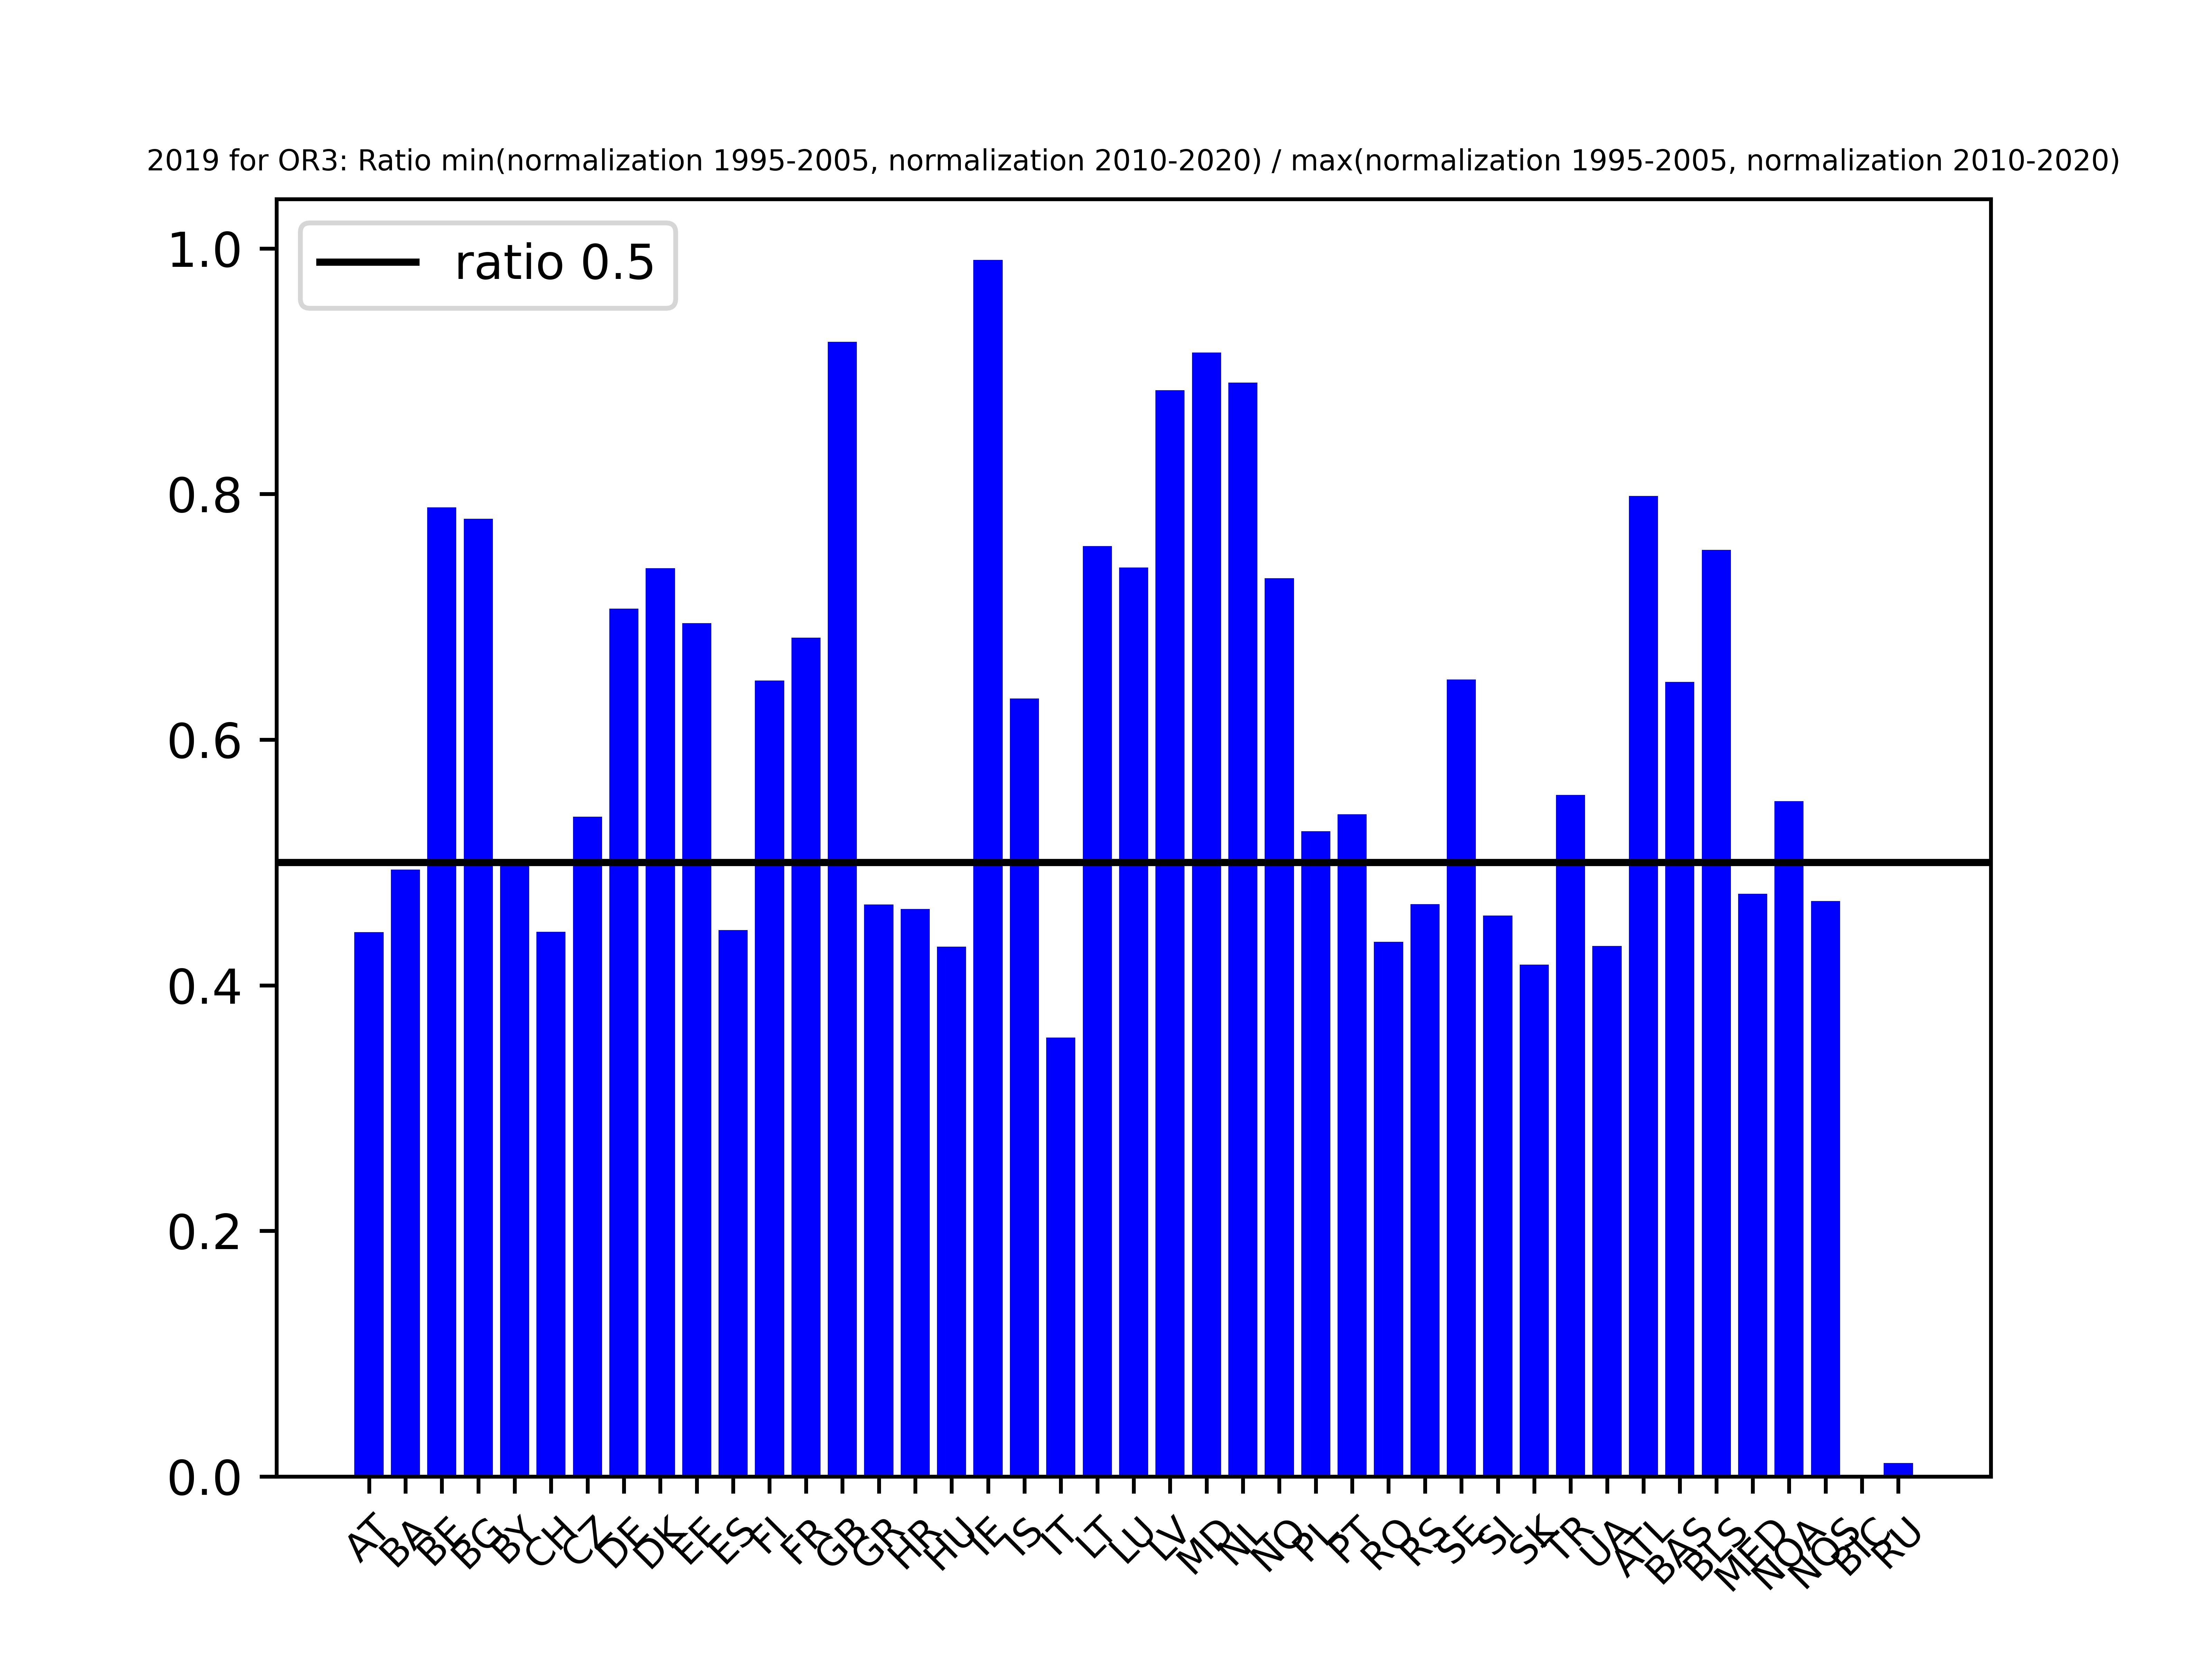 2019 for OR3: Ratio min(normalization 1995-2005, normalization 2010-2020) / max(normalization 1995-2005, normalization 2010-2020)
ratio 0.5
1.0
0.8
0.6
0.4
0.2
0.0
AT BA BE BG BY CH CZ DE DK EE ES FI FR GB GR HR HU IE IS IT LT LU LV MD NL NO PL PT RO RS SE SI SK TR UA ATL BAS BLS MED NOA NOS BIC RU